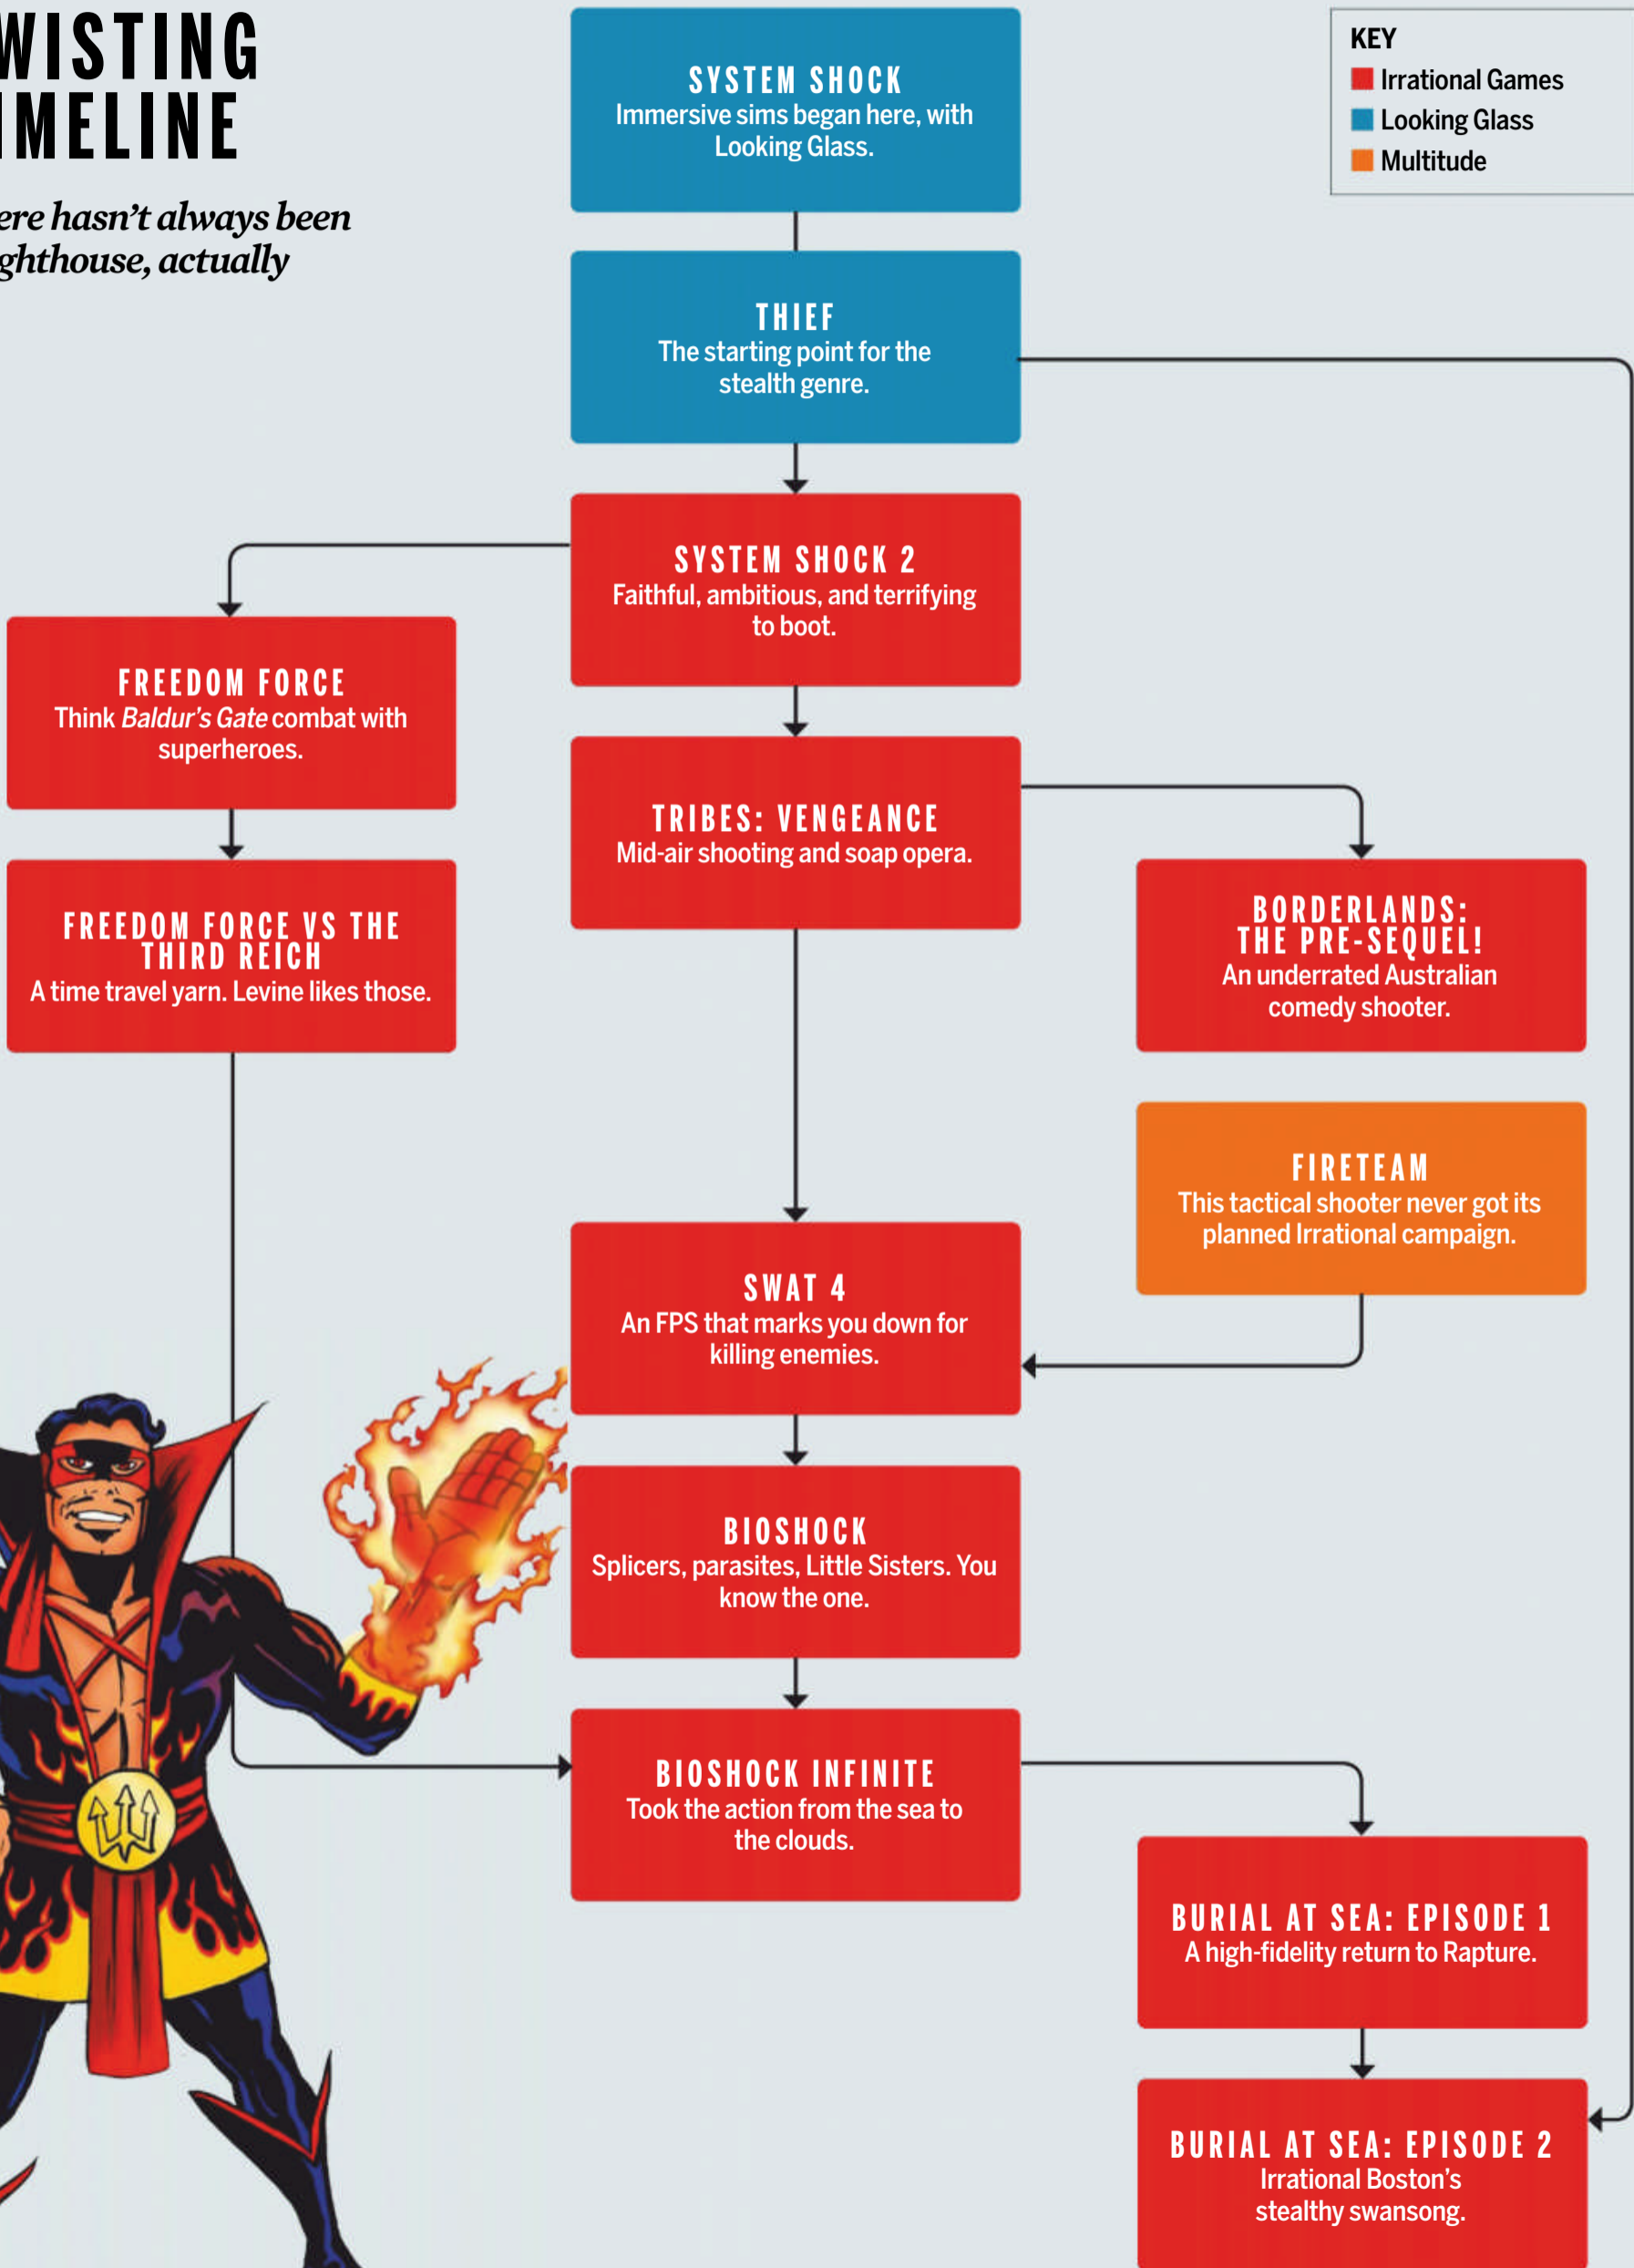 WISTING
IMELINE
ere hasn't always been
ghthouse, actually
KEY
Irrational Games
Looking Glass
Multitude
SYSTEM SHOCK
Immersive sims began here, with
Looking Glass.
THIEF
The starting point for the
stealth genre.
SYSTEM SHOCK 2
Faithful, ambitious, and terrifying
to boot.
FREEDOM FORCE
Think Baldur's Gate combat with
superheroes.
TRIBES: VENGEANCE
Mid-air shooting and soap opera.
FREEDOM FORCE VS THE
THIRD REICH
A time travel yarn. Levine likes those.
BORDERLANDS:
THE PRE-SEQUEL!
An underrated Australian
comedy shooter.
FIRETEAM
This tactical shooter never got its
planned Irrational campaign.
SWAT 4
An FPS that marks you down for
killing enemies.
BIOSHOCK
Splicers, parasites, Little Sisters. You
know the one.
BIOSHOCK INFINITE
Took the action from the sea to
the clouds.
BURIAL AT SEA: EPISODE 1
A high-fidelity return to Rapture.
BURIAL AT SEA: EPISODE 2
Irrational Boston's
stealthy swansong.